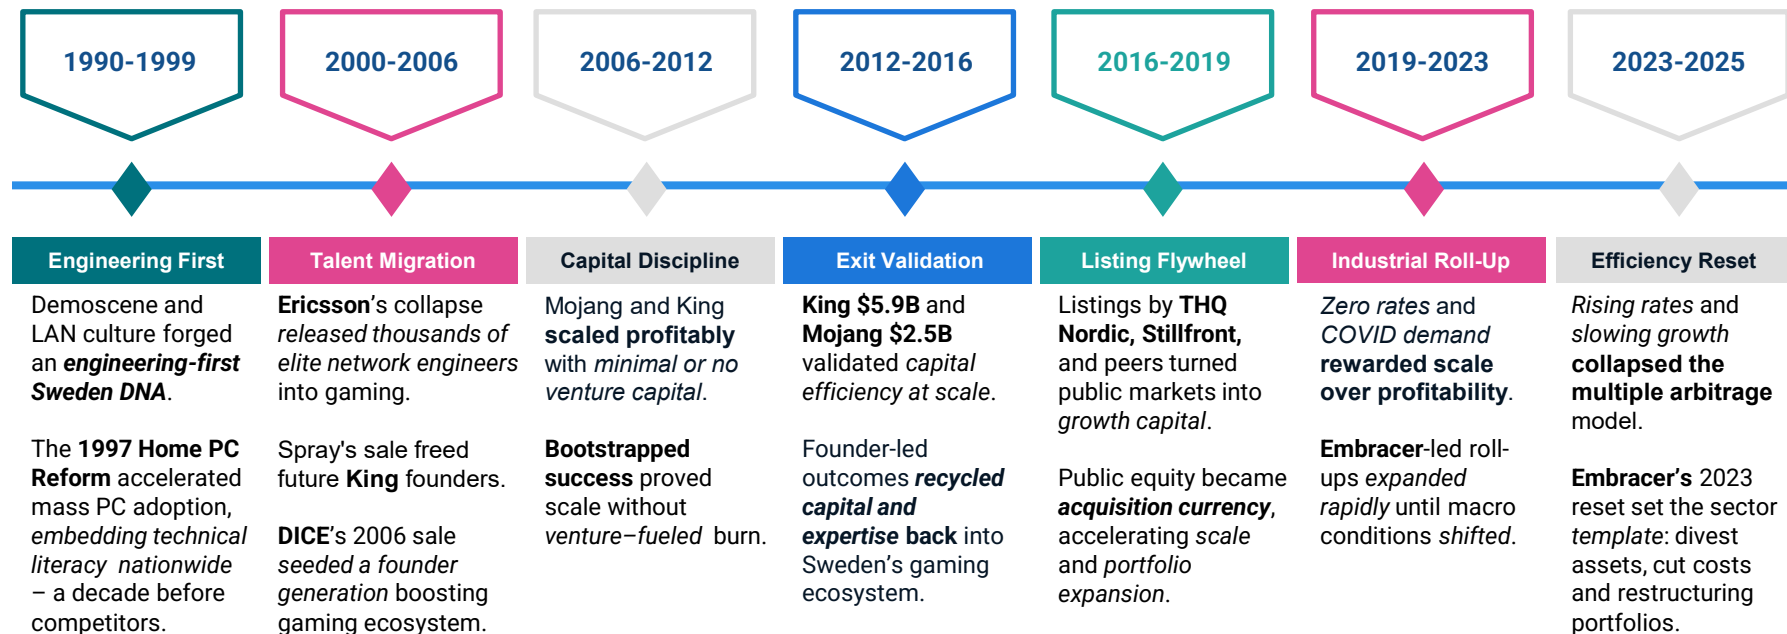 1990-1999
2000-2006
2006-2012
2012-2016
2016-2019
2019-2023
2023-2025
Engineering First
Demoscene and
LAN culture forged
an engineering-first
Sweden DNA.
The 1997 Home PC
Reform accelerated
mass PC adoption,
embedding technical
literacy nationwide
– a decade before
competitors.
Talent Migration
Ericsson's collapse
released thousands of
elite network engineers
into gaming.
Spray's sale freed
future King founders.
DICE's 2006 sale
seeded a founder
generation boosting
gaming ecosystem.
Capital Discipline
Mojang and King
scaled profitably
with minimal or no
venture capital.
Bootstrapped
success proved
scale without
venture–fueled burn.
Exit Validation
King $5.9B and
Mojang $2.5B
validated capital
efficiency at scale.
Founder-led
outcomes recycled
capital and
expertise back into
Sweden's gaming
ecosystem.
Listing Flywheel
Listings by THQ
Nordic, Stillfront,
and peers turned
public markets into
growth capital.
Public equity became
acquisition currency,
accelerating scale
and portfolio
expansion.
Industrial Roll-Up
Zero rates and
COVID demand
rewarded scale
over profitability.
Embracer-led roll-
ups expanded
rapidly until macro
conditions shifted.
Efficiency Reset
Rising rates and
slowing growth
collapsed the
multiple arbitrage
model.
Embracer's 2023
reset set the sector
template: divest
assets, cut costs
and restructuring
portfolios.